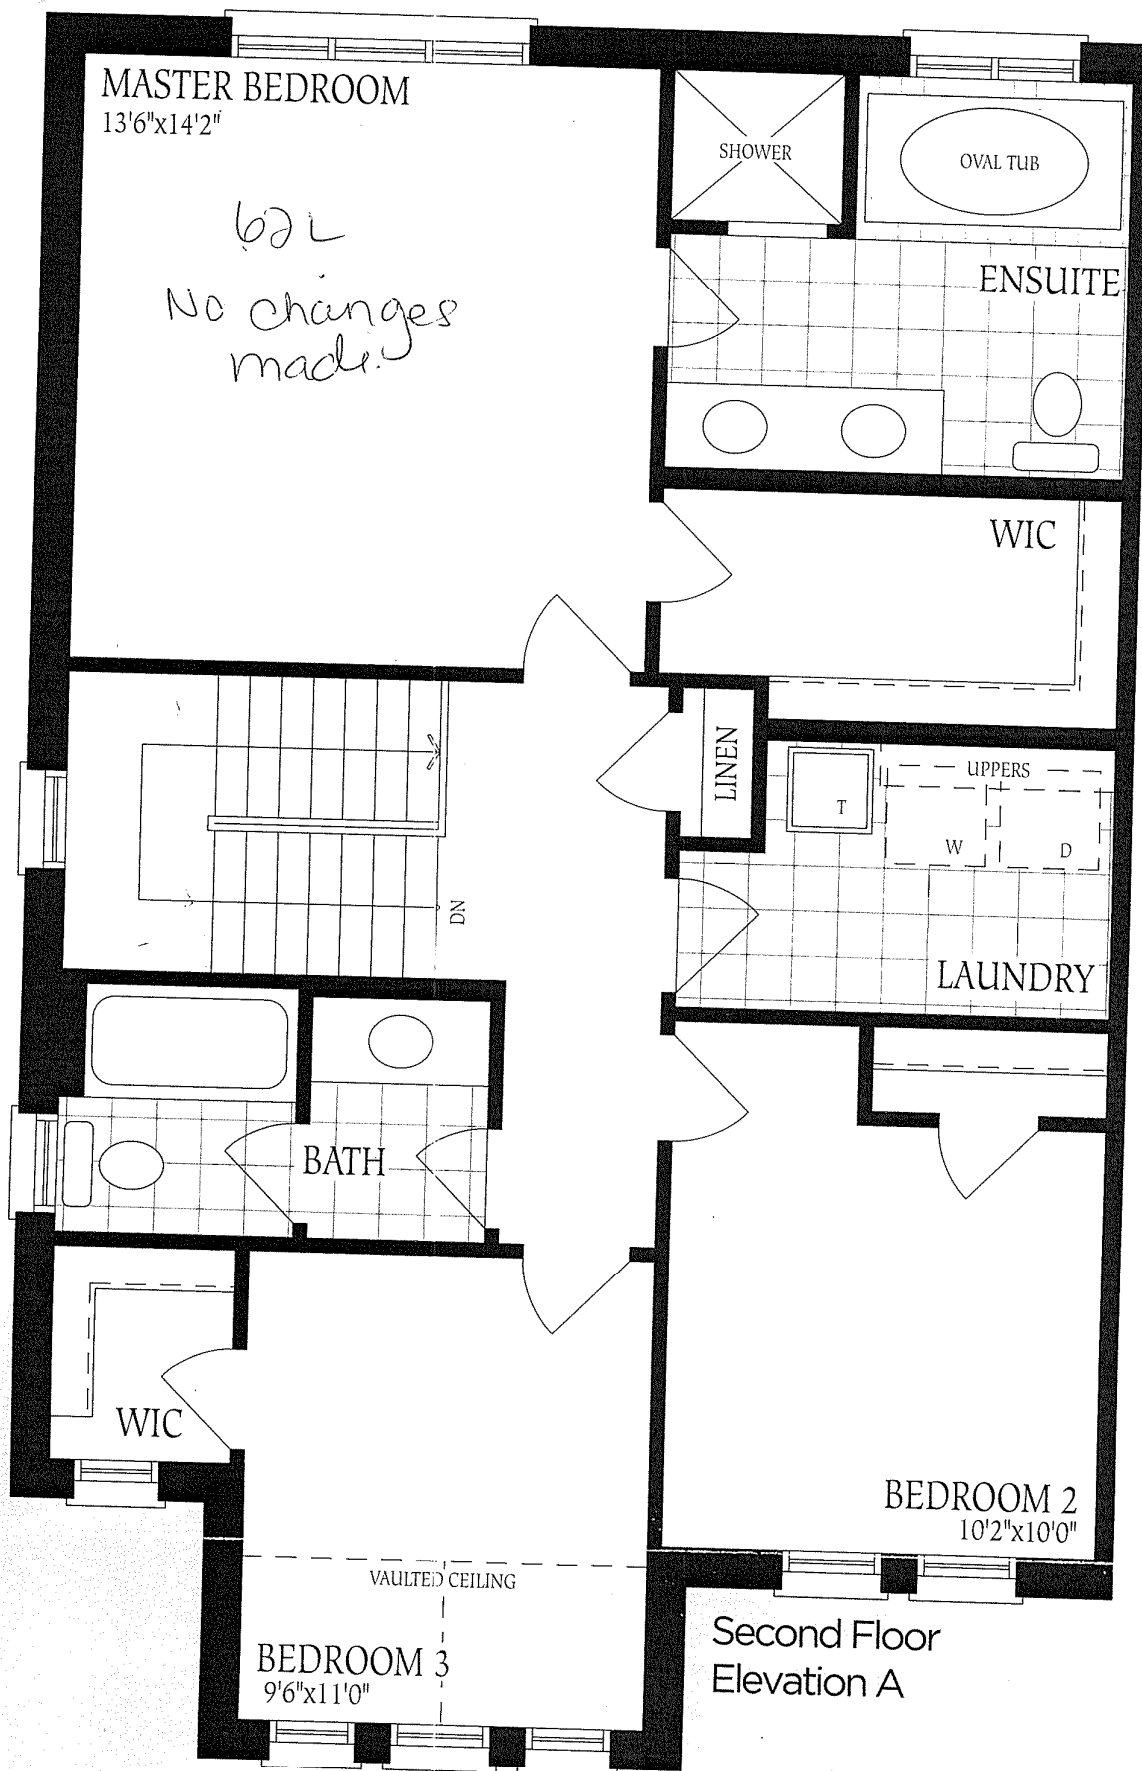 MASTER BEDROOM
13'6"x14'2"
SHOWER
OVAL TUB
62L
No changes
made.
ENSUITE
WIC
LINEN
UPPERS
T
W
D
DN
LAUNDRY
BATH
WIC
BEDROOM 2
10'2"x10'0"
VAULTED CEILING
BEDROOM 3
9'6"x11'0"
Second Floor
Elevation A